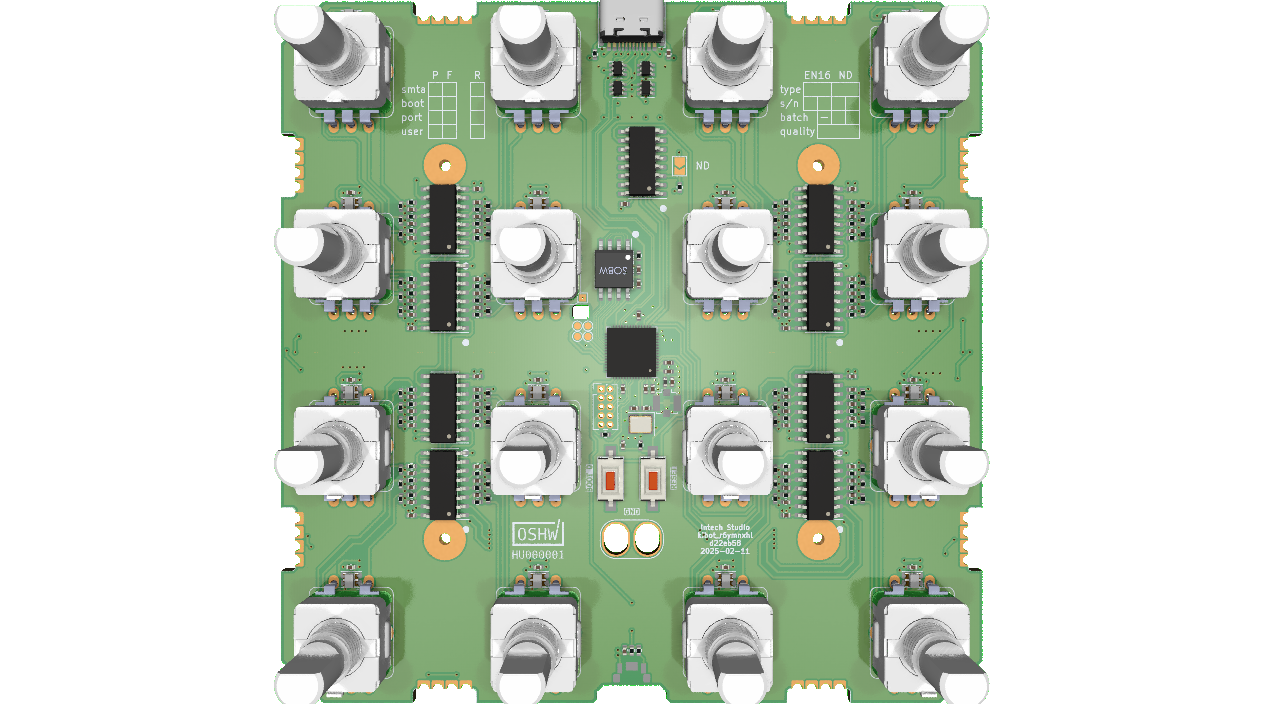 P F R
smta
boot
port
user
EN16 ND
type
s/n
batch -
quality
ND
SOBW
GND
OSHW
HU000001
Intech Studio
d22eb56
2025-02-11